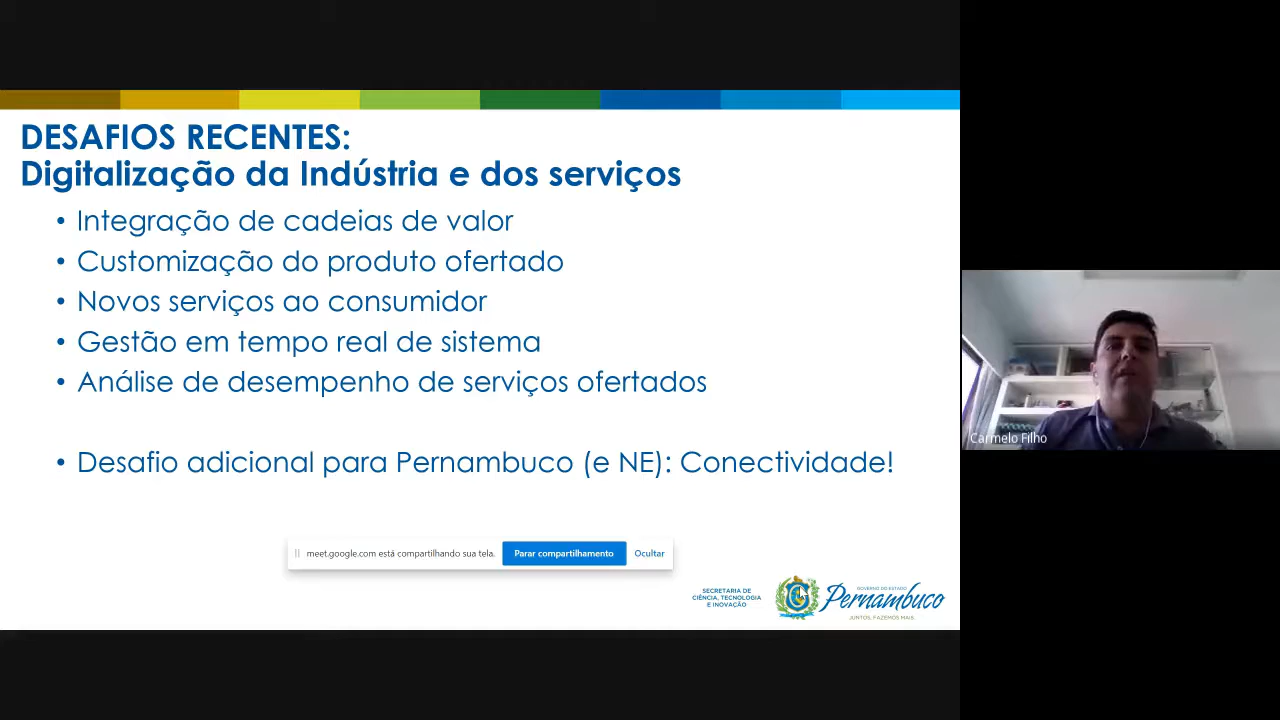 DESAFIOS RECENTES:
Digitalização da Indústria e dos serviços
• Integração de cadeias de valor
• Customização do produto ofertado
• Novos serviços ao consumidor
• Gestão em tempo real de sistema
• Análise de desempenho de serviços ofertados
• Desafio adicional para Pernambuco (e NE): Conectividade!
meet.google.com está compartilhando sua tela.
Parar compartilhamento
Ocultar
SECRETARIA DE
CIÊNCIA, TECNOLOGIA
E INOVAÇÃO
GOVERNO DO ESTADO
Pernambuco
JUNTOS, FAZEMOS MAIS.
Carmelo Filho